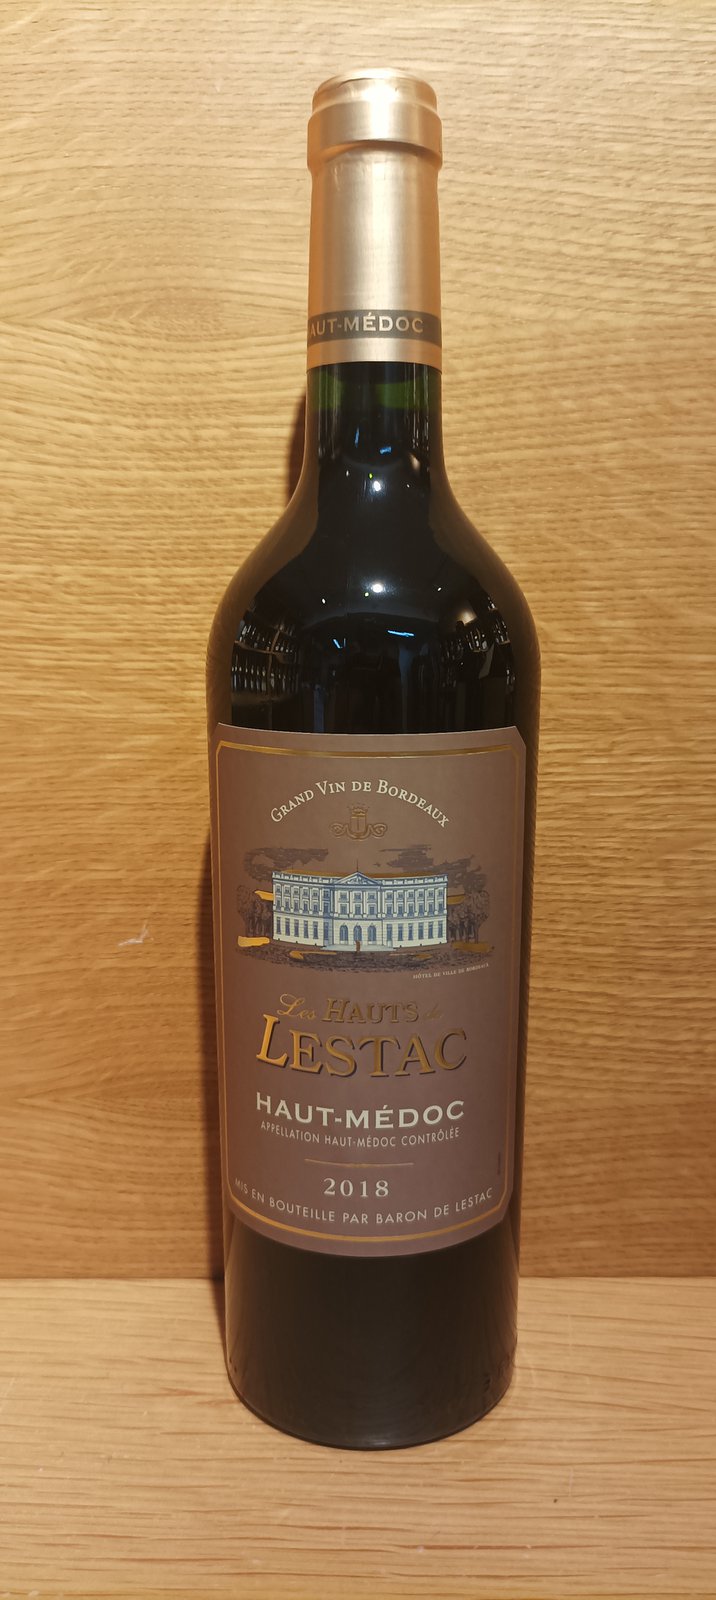 AUT-MÉDOC
GRAND VIN DE BORDEAUX
HÔTEL DE VILLE DE BORDEAUX
Les HAUTS de
LESTAC
HAUT-MÉDOC
APPELLATION HAUT-MÉDOC CONTRÔLÉE
2018
MIS EN BOUTEILLE PAR BARON DE LESTAC